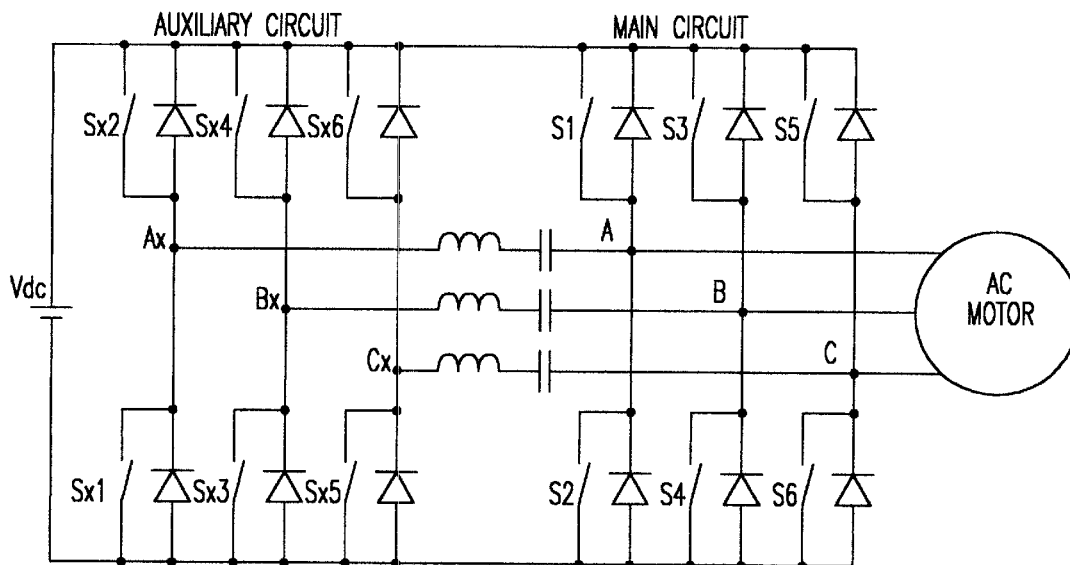 AUXILIARY CIRCUIT
MAIN CIRCUIT
Sx2
Sx4
Sx6
S1
S3
S5
Ax
A
Vdc
Bx
B
AC
MOTOR
Cx
C
Sx1
Sx3
Sx5
S2
S4
S6